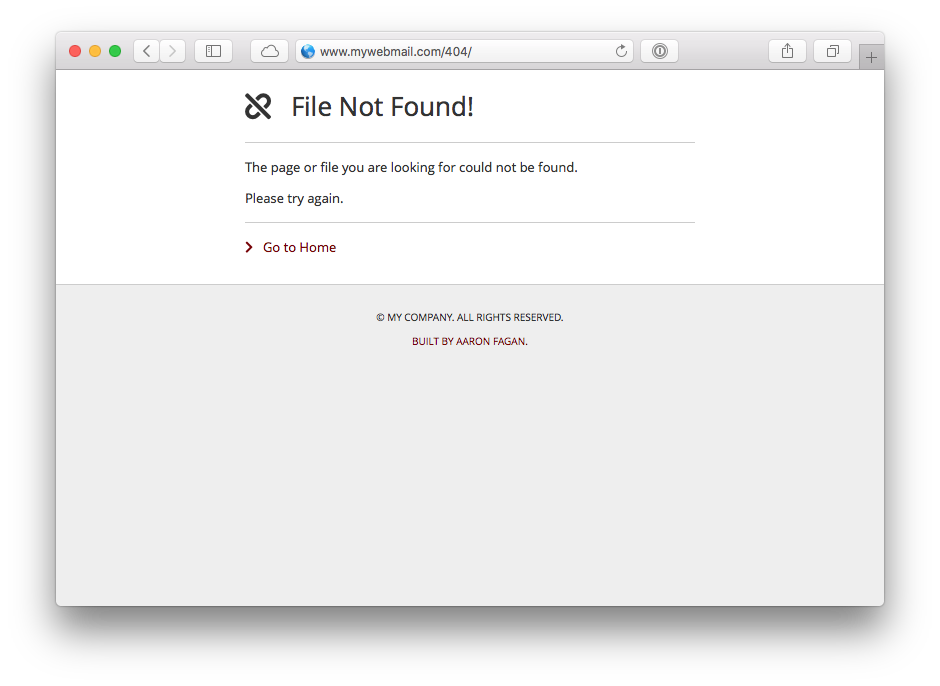 www.mywebmail.com/404/
File Not Found!
The page or file you are looking for could not be found.
Please try again.
Go to Home
© MY COMPANY. ALL RIGHTS RESERVED.
BUILT BY AARON FAGAN.